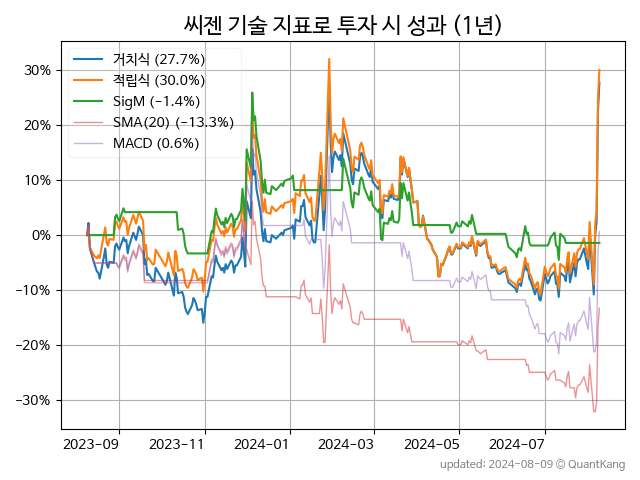 씨젠 기술 지표로 투자 시 성과 (1년)
거치식 (27.7%)
적립식 (30.0%)
SigM (−1.4%)
SMA(20) (−13.3%)
MACD (0.6%)
30%
20%
10%
0%
−10%
−20%
−30%
2023-09 2023-11 2024-01 2024-03 2024-05 2024-07
updated: 2024-08-09 ⓒ QuantKang